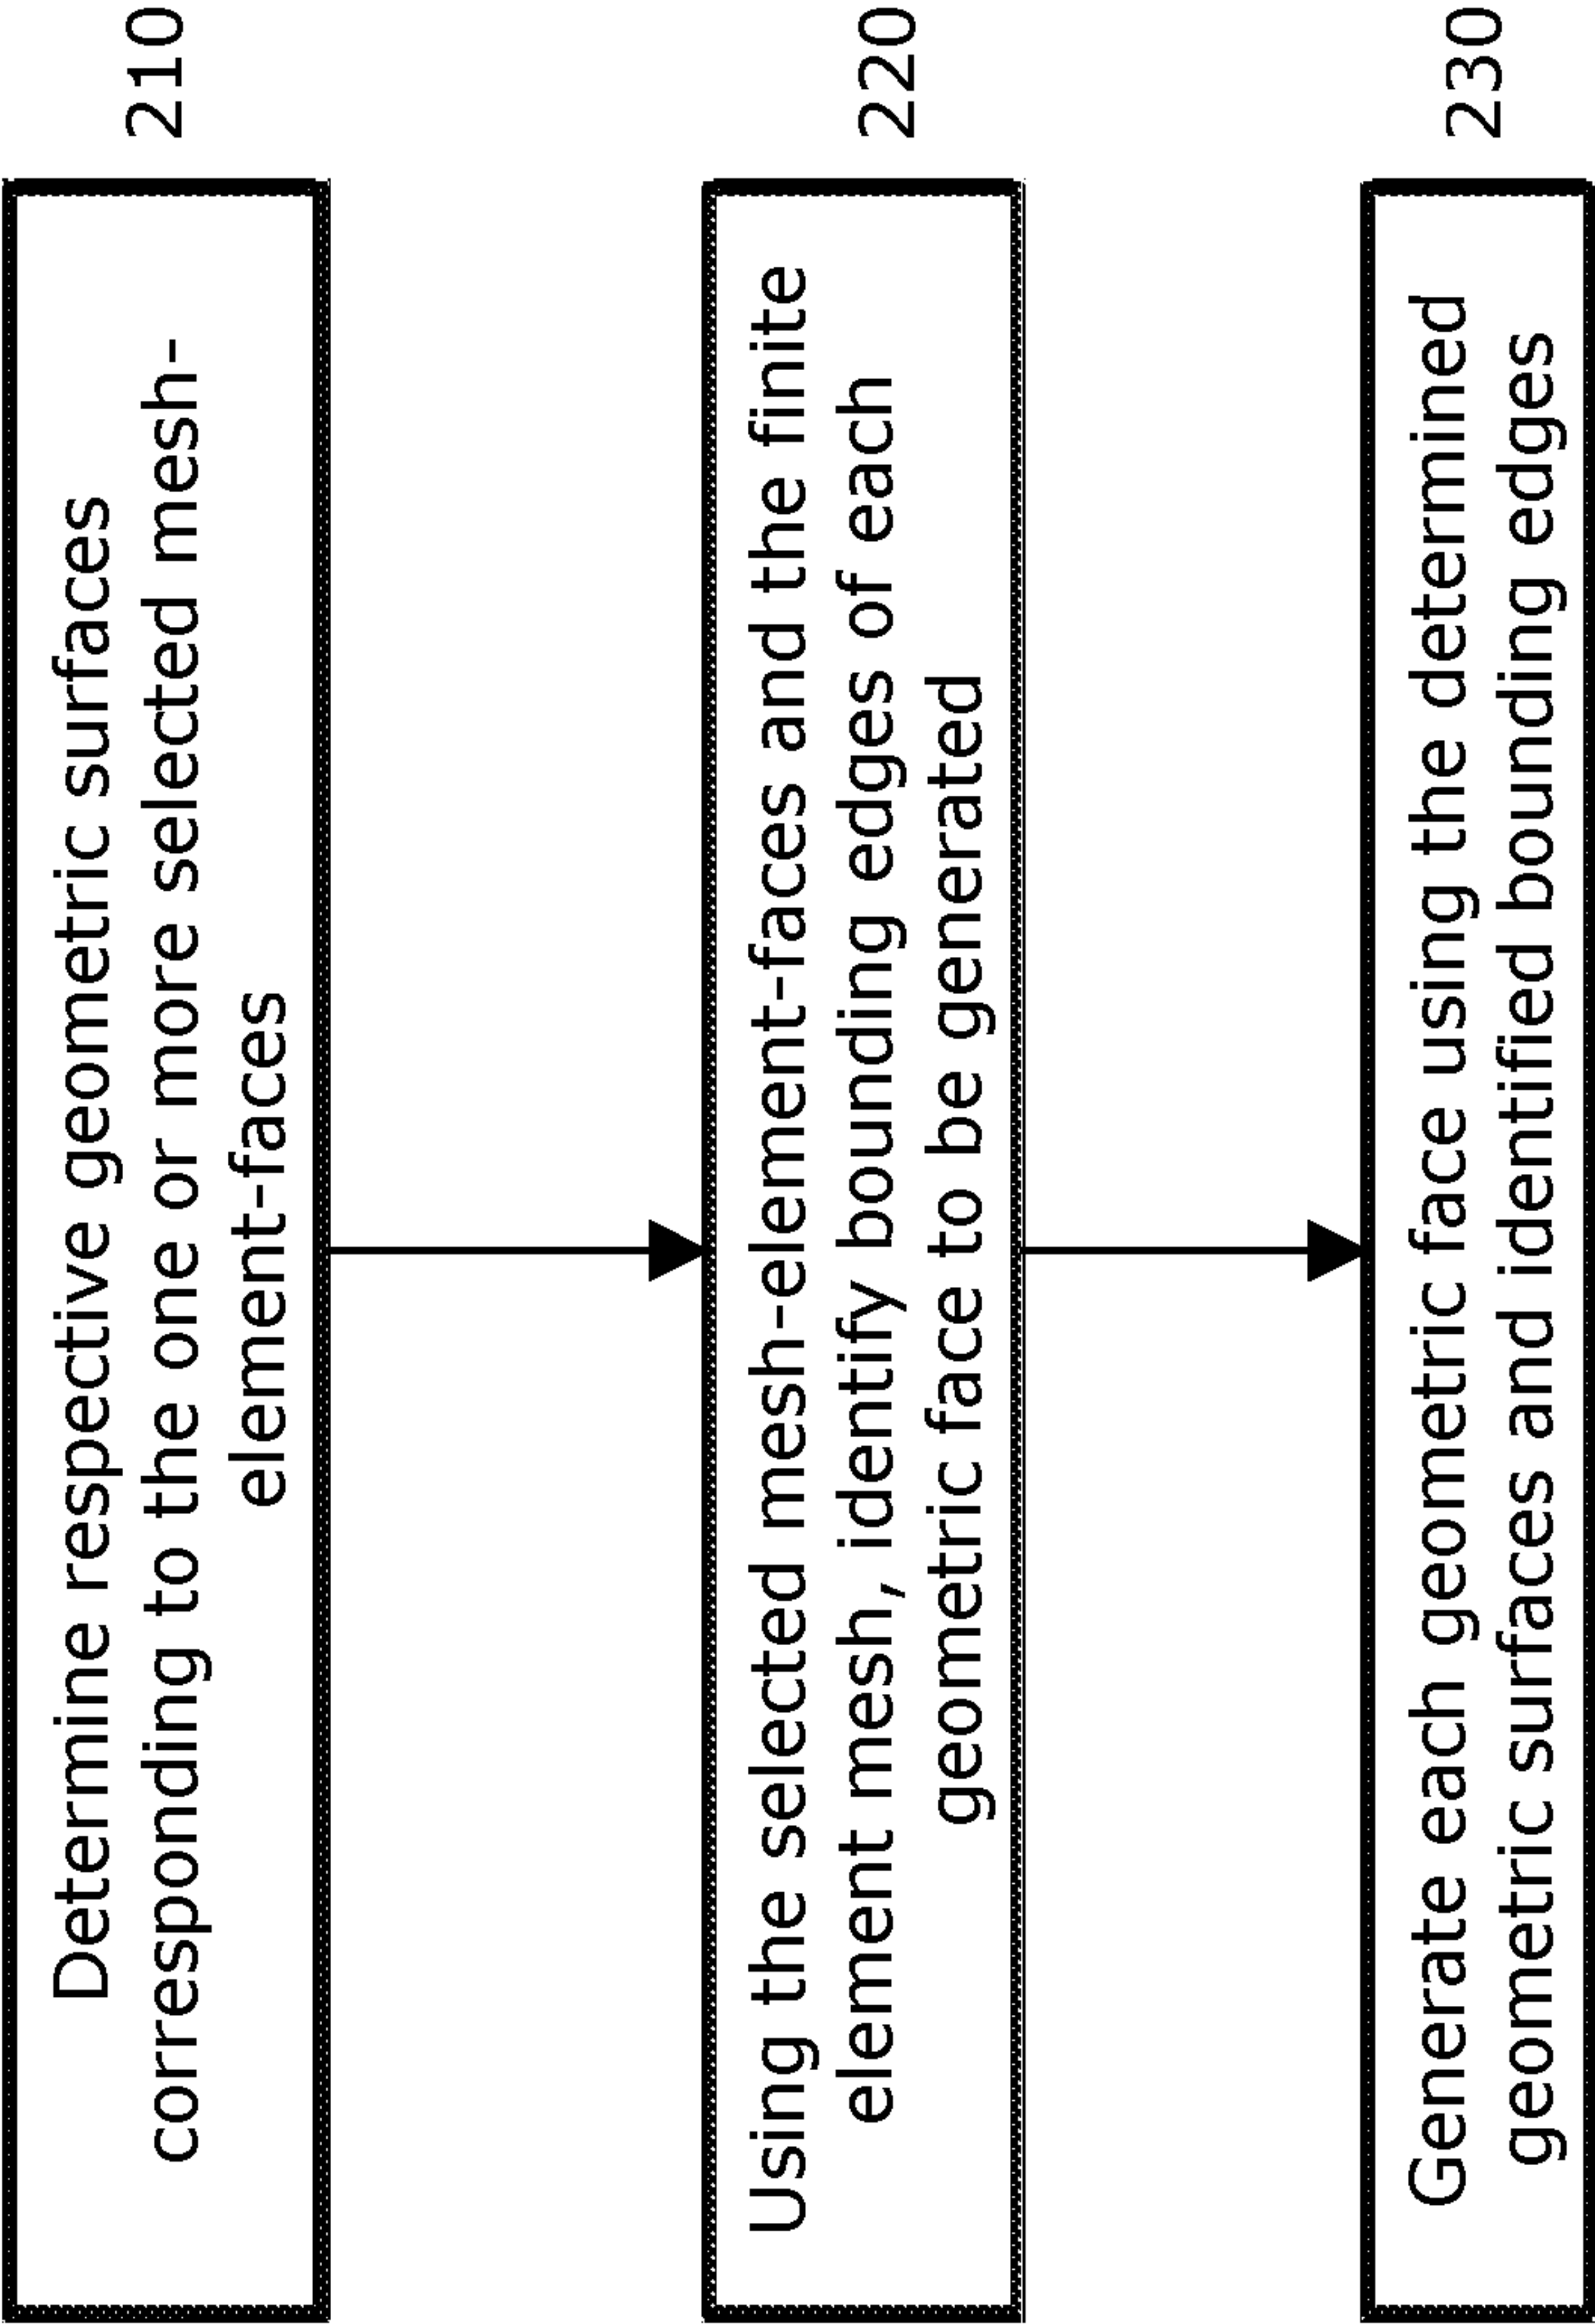 Determine respective geometric surfaces
corresponding to the one or more selected mesh-
element-faces
210
Using the selected mesh-element-faces and the finite
element mesh, identify bounding edges of each
geometric face to be generated
220
Generate each geometric face using the determined
geometric surfaces and identified bounding edges
230